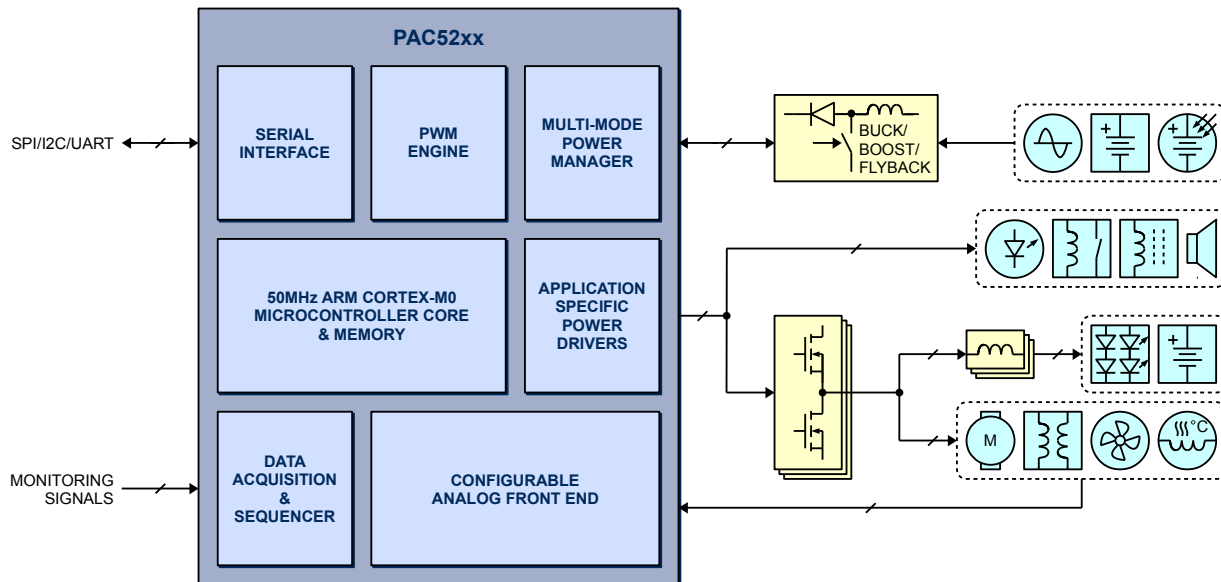 PAC52xx
SERIAL
INTERFACE
PWM
ENGINE
MULTI-MODE
POWER
MANAGER
SPI/I2C/UART
BUCK/
BOOST/
FLYBACK
50MHz ARM CORTEX-M0
MICROCONTROLLER CORE
& MEMORY
APPLICATION
SPECIFIC
POWER
DRIVERS
M
°C
DATA
ACQUISITION
&
SEQUENCER
CONFIGURABLE
ANALOG FRONT END
MONITORING
SIGNALS